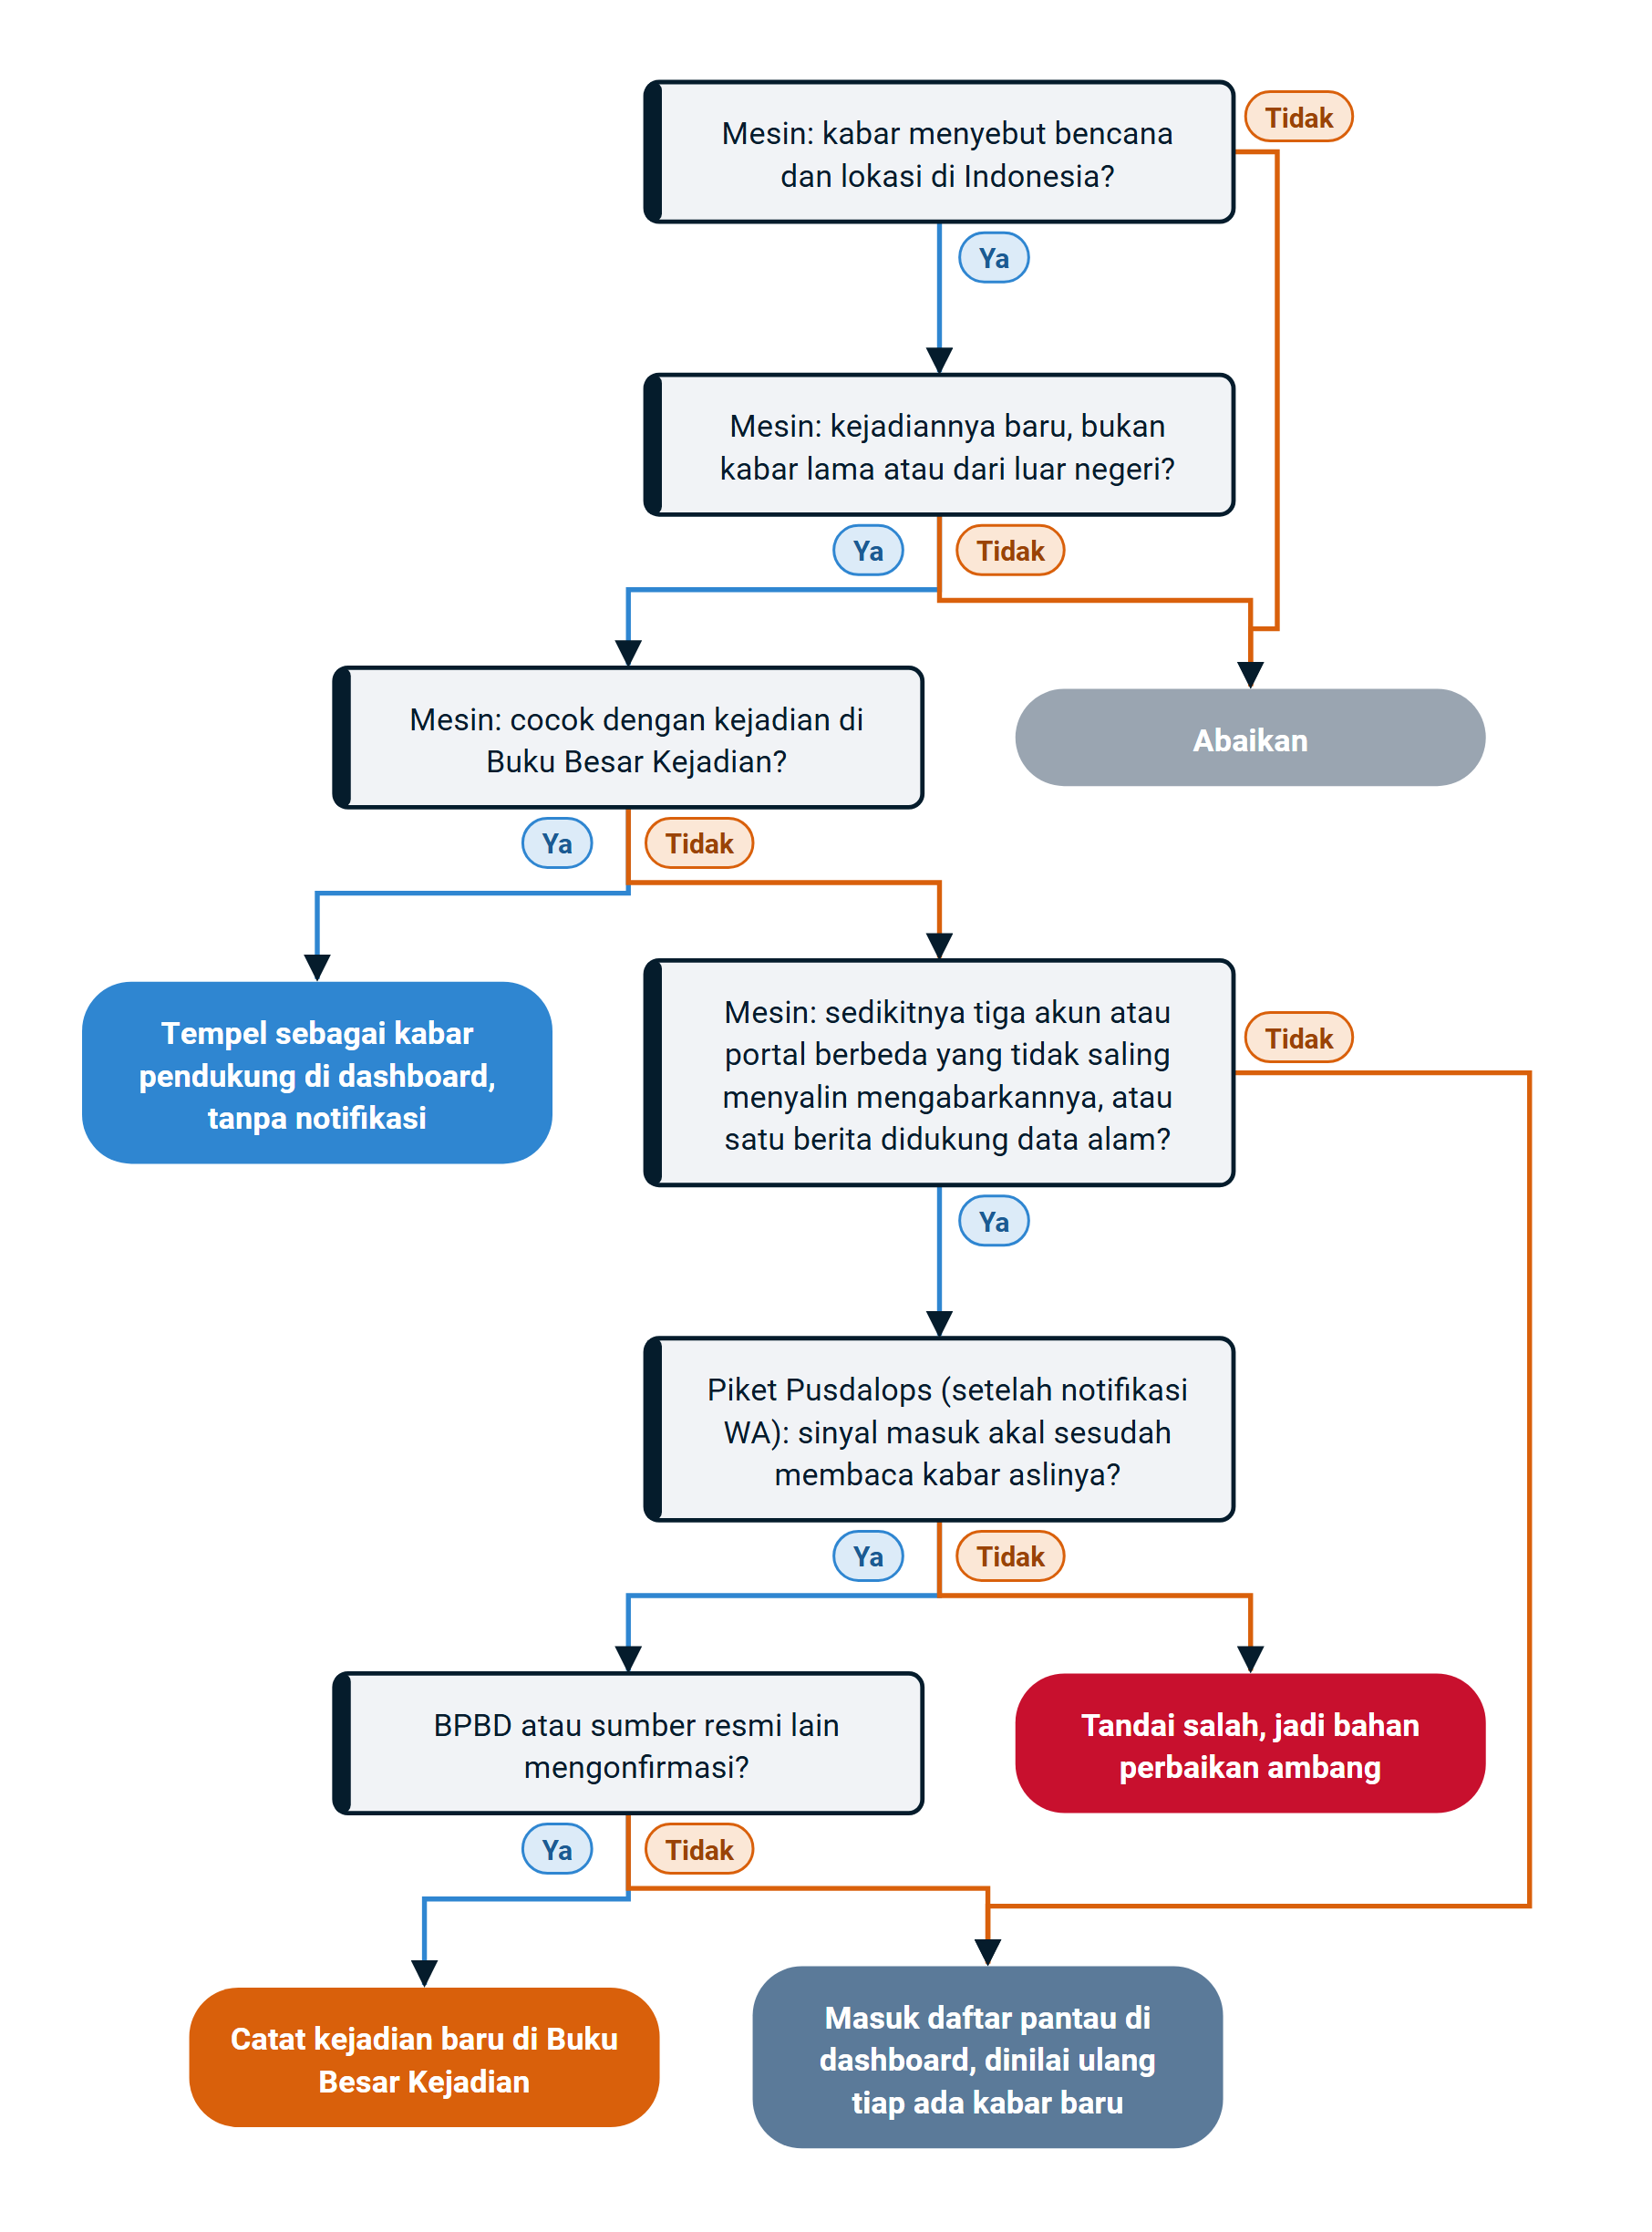 Mesin: kabar menyebut bencana
dan lokasi di Indonesia?
Tidak
Ya
Mesin: kejadiannya baru, bukan
kabar lama atau dari luar negeri?
Ya
Tidak
Mesin: cocok dengan kejadian di
Buku Besar Kejadian?
Abaikan
Ya
Tidak
Tempel sebagai kabar
pendukung di dashboard,
tanpa notifikasi
Mesin: sedikitnya tiga akun atau
portal berbeda yang tidak saling
menyalin mengabarkannya, atau
satu berita didukung data alam?
Tidak
Ya
Piket Pusdalops (setelah notifikasi
WA): sinyal masuk akal sesudah
membaca kabar aslinya?
Ya
Tidak
BPBD atau sumber resmi lain
mengonfirmasi?
Tandai salah, jadi bahan
perbaikan ambang
Ya
Tidak
Catat kejadian baru di Buku
Besar Kejadian
Masuk daftar pantau di
dashboard, dinilai ulang
tiap ada kabar baru